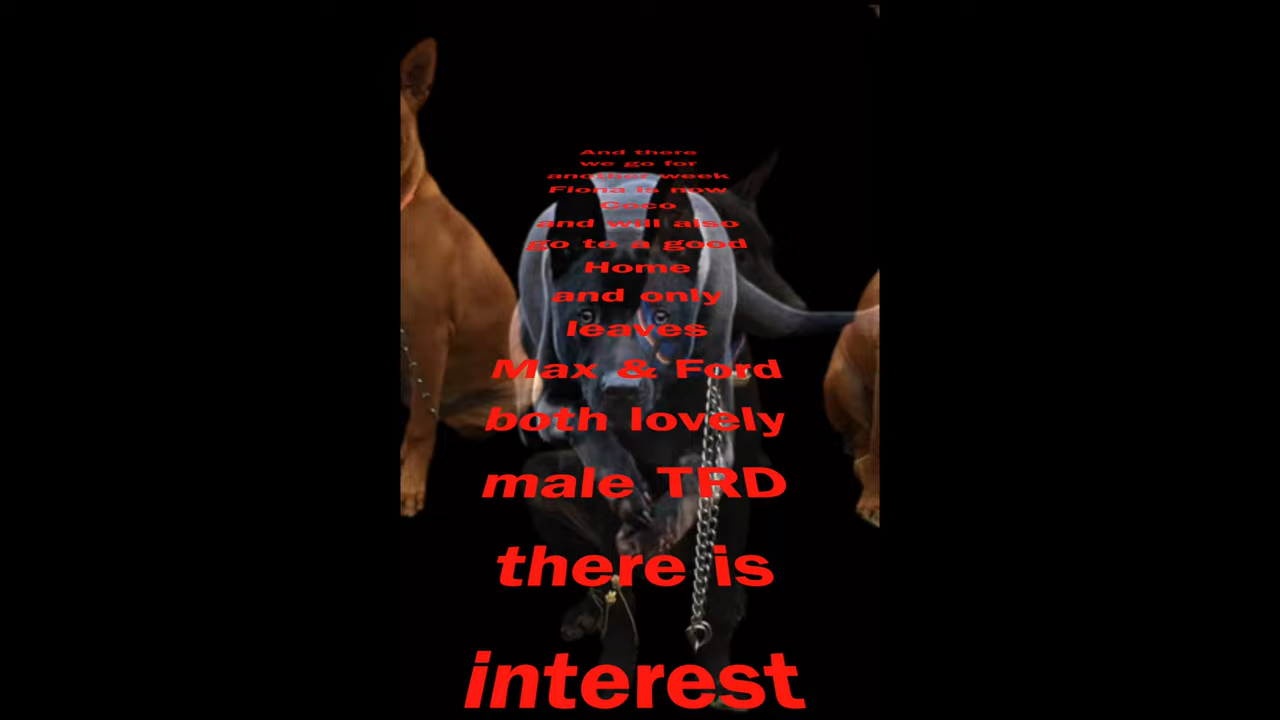 And there
we go for
another week
Fiona is now
Coco
and will also
go to a good
Home
and only
leaves
Max & Ford
both lovely
male TRD
there is
interest